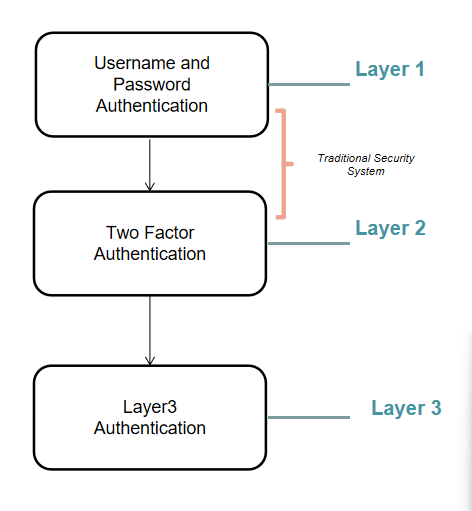 Username and
Password
Authentication
Layer 1
Traditional Security
System
Two Factor
Authentication
Layer 2
Layer3
Authentication
Layer 3